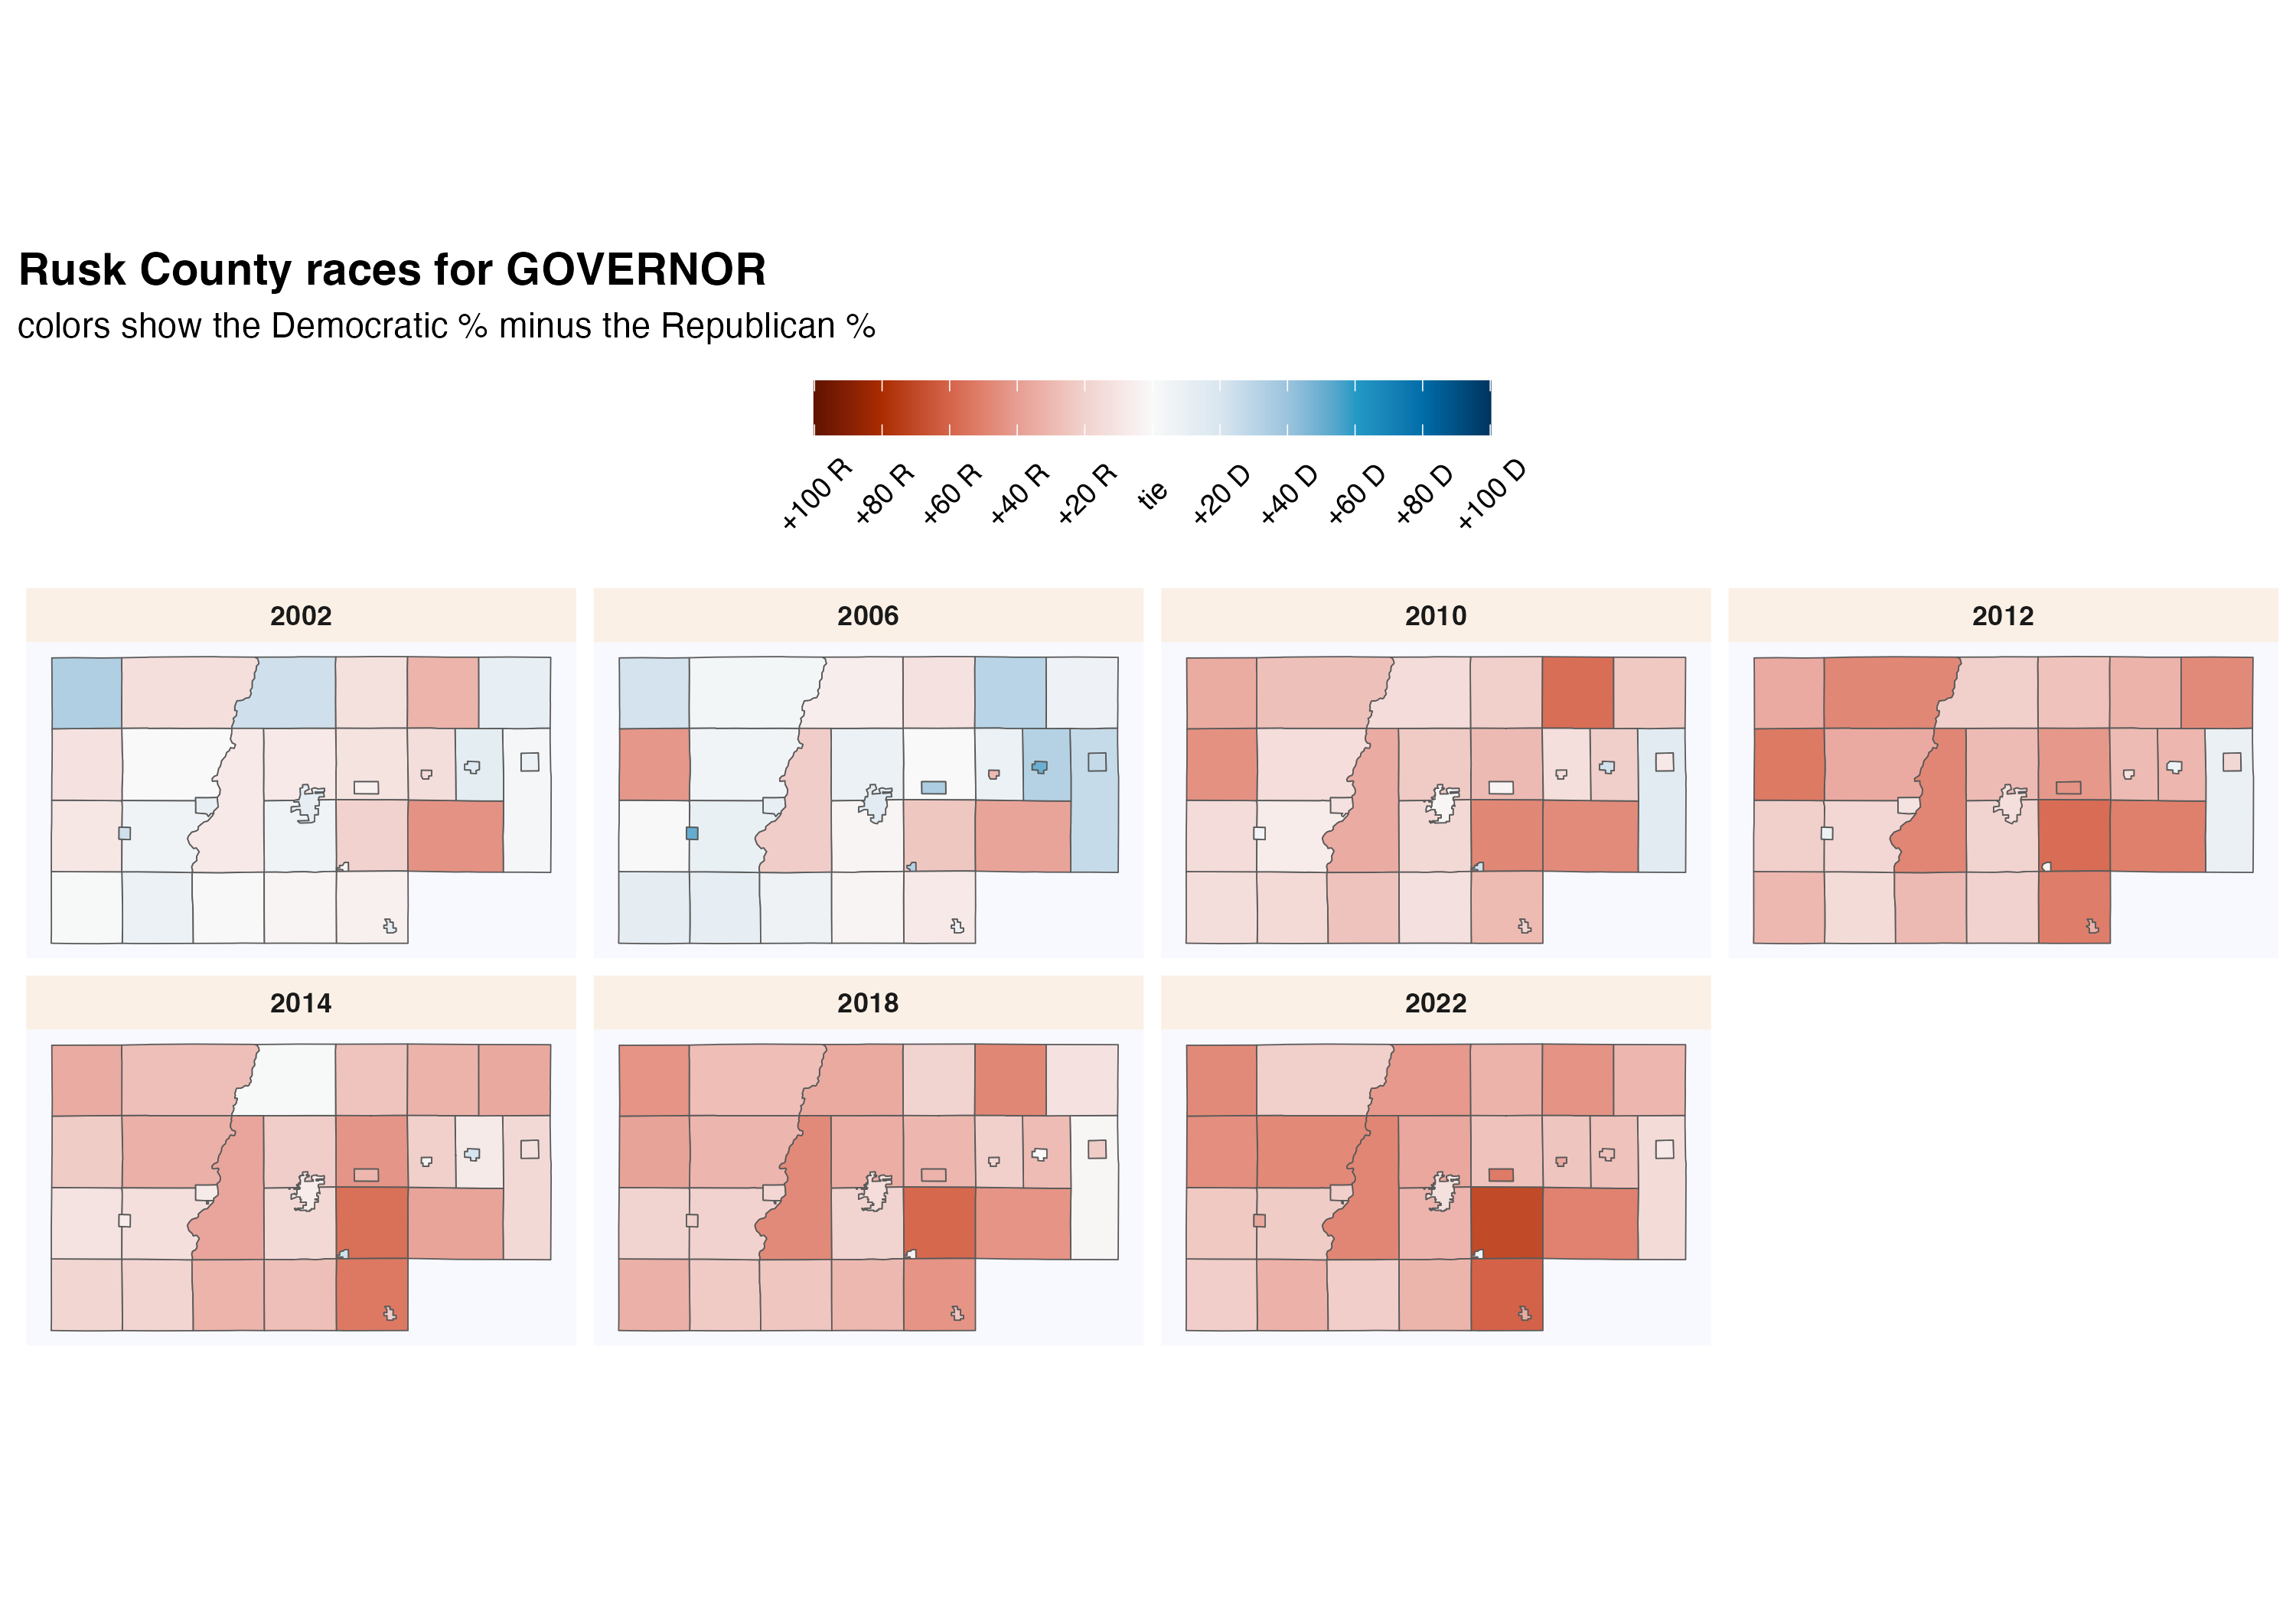 Rusk County races for GOVERNOR
colors show the Democratic % minus the Republican %
+100 R
+80 R
+60 R
+40 R
+20 R
tie
+20 D
+40 D
+60 D
+80 D
+100 D
2002
2006
2010
2012
2014
2018
2022